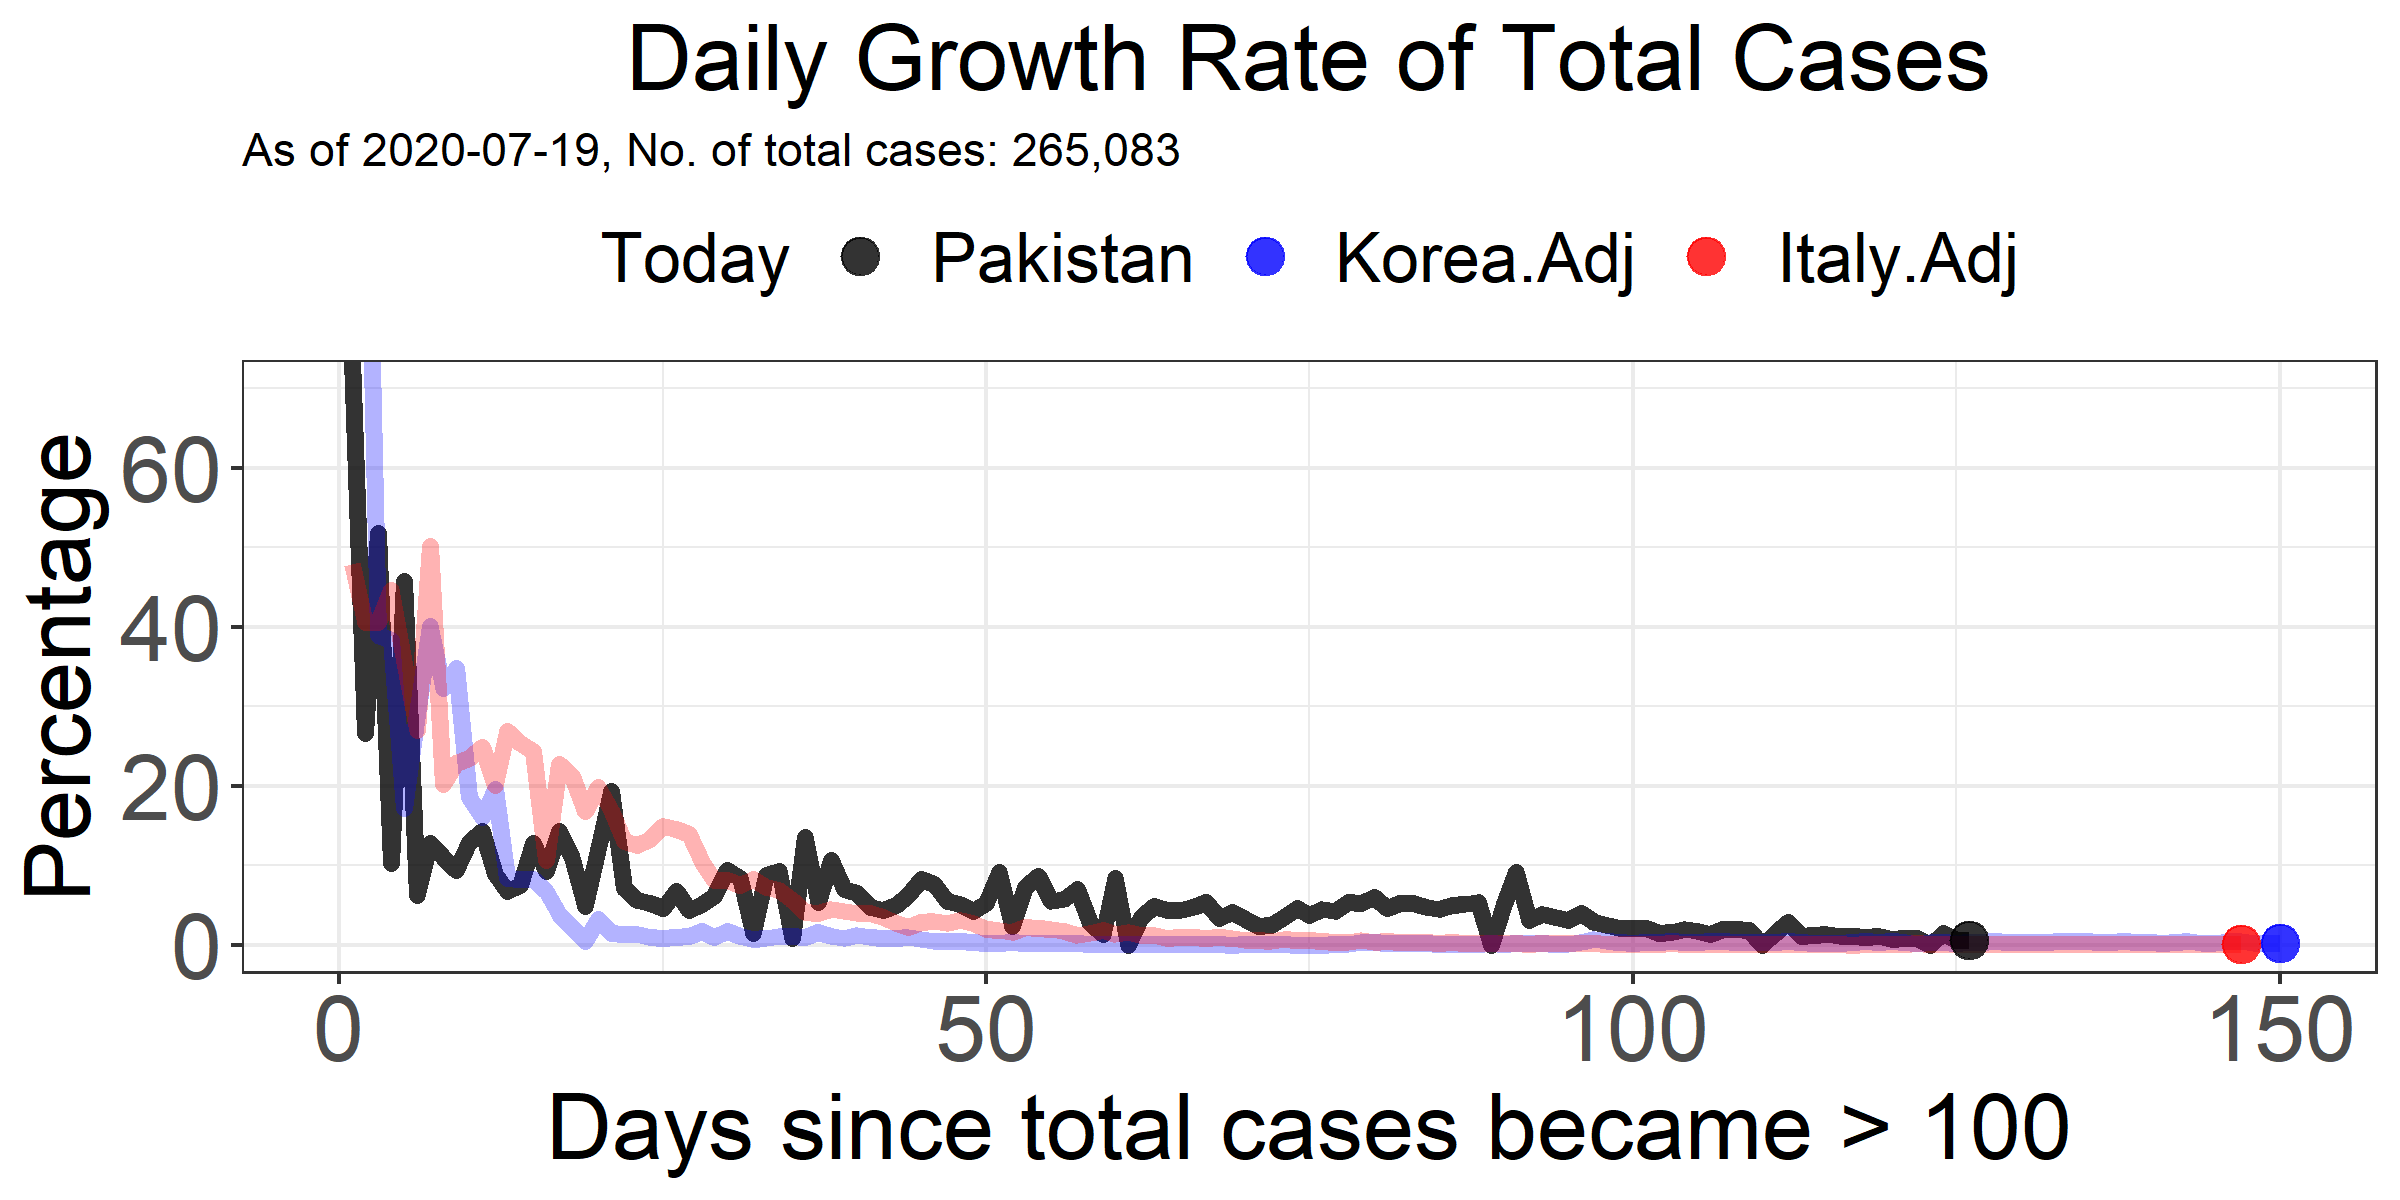 Daily Growth Rate of Total Cases
As of 2020-07-19, No. of total cases: 265,083
Today Pakistan Korea.Adj Italy.Adj
Percentage
60
40
20
0
0 50 100 150
Days since total cases became > 100